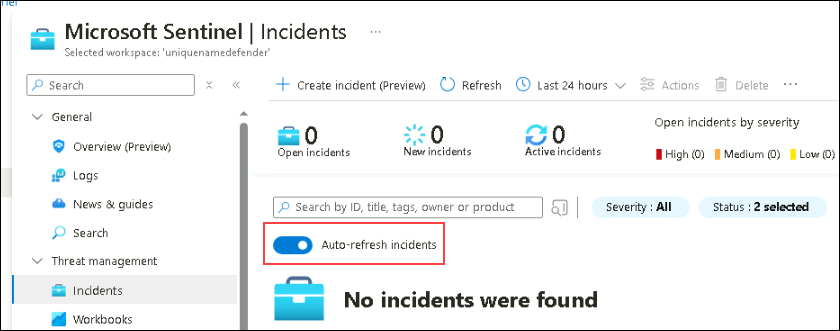 Microsoft Sentinel | Incidents ...
Selected workspace: 'uniquenamedefender'
Search
«
Create incident (Preview) Refresh Last 24 hours Actions Delete ...
General
Overview (Preview)
Logs
News & guides
Search
Threat management
Incidents
Workbooks
0 Open incidents
0 New incidents
0 Active incidents
Open incidents by severity
High (0) Medium (0) Low (0)
Search by ID, title, tags, owner or product
Severity : All
Status : 2 selected
Auto-refresh incidents
No incidents were found